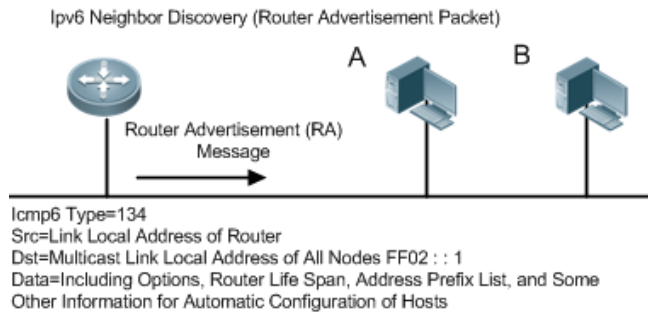 Ipv6 Neighbor Discovery (Router Advertisement Packet)
A
B
Router Advertisement (RA)
Message
Icmp6 Type=134
Src=Link Local Address of Router
Dst=Multicast Link Local Address of All Nodes FF02 : : 1
Data=Including Options, Router Life Span, Address Prefix List, and Some
Other Information for Automatic Configuration of Hosts